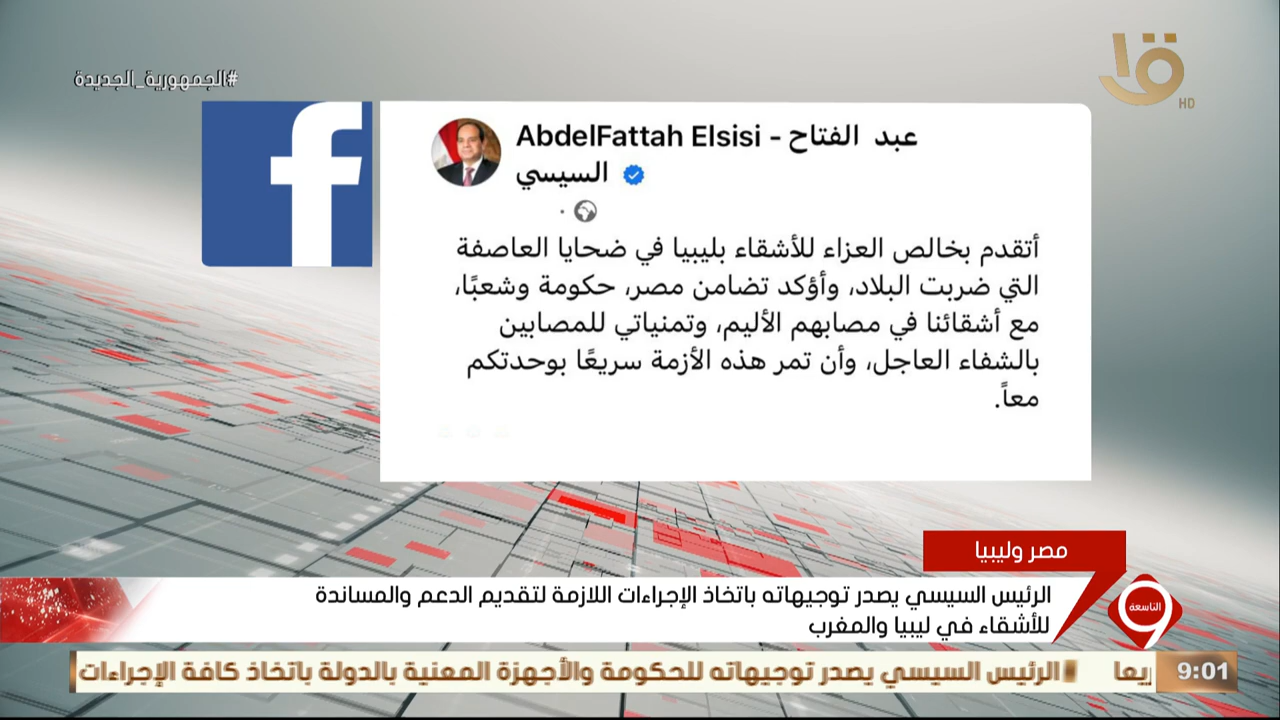 #الجمهورية_الجديدة
HD
عبد الفتاح - AbdelFattah Elsisi
السيسي
أتقدم بخالص العزاء للأشقاء بليبيا في ضحايا العاصفة
التي ضربت البلاد، وأؤكد تضامن مصر، حكومة وشعبًا،
مع أشقائنا في مصابهم الأليم، وتمنياتي للمصابين
بالشفاء العاجل، وأن تمر هذه الأزمة سريعًا بوحدتكم
معاً.
مصر وليبيا
الرئيس السيسي يصدر توجيهاته باتخاذ الإجراءات اللازمة لتقديم الدعم والمساندة
للأشقاء في ليبيا والمغرب
التاسعة
9
9:01
الرئيس السيسي يصدر توجيهاته للحكومة والأجهزة المعنية بالدولة باتخاذ كافة الإجراءات